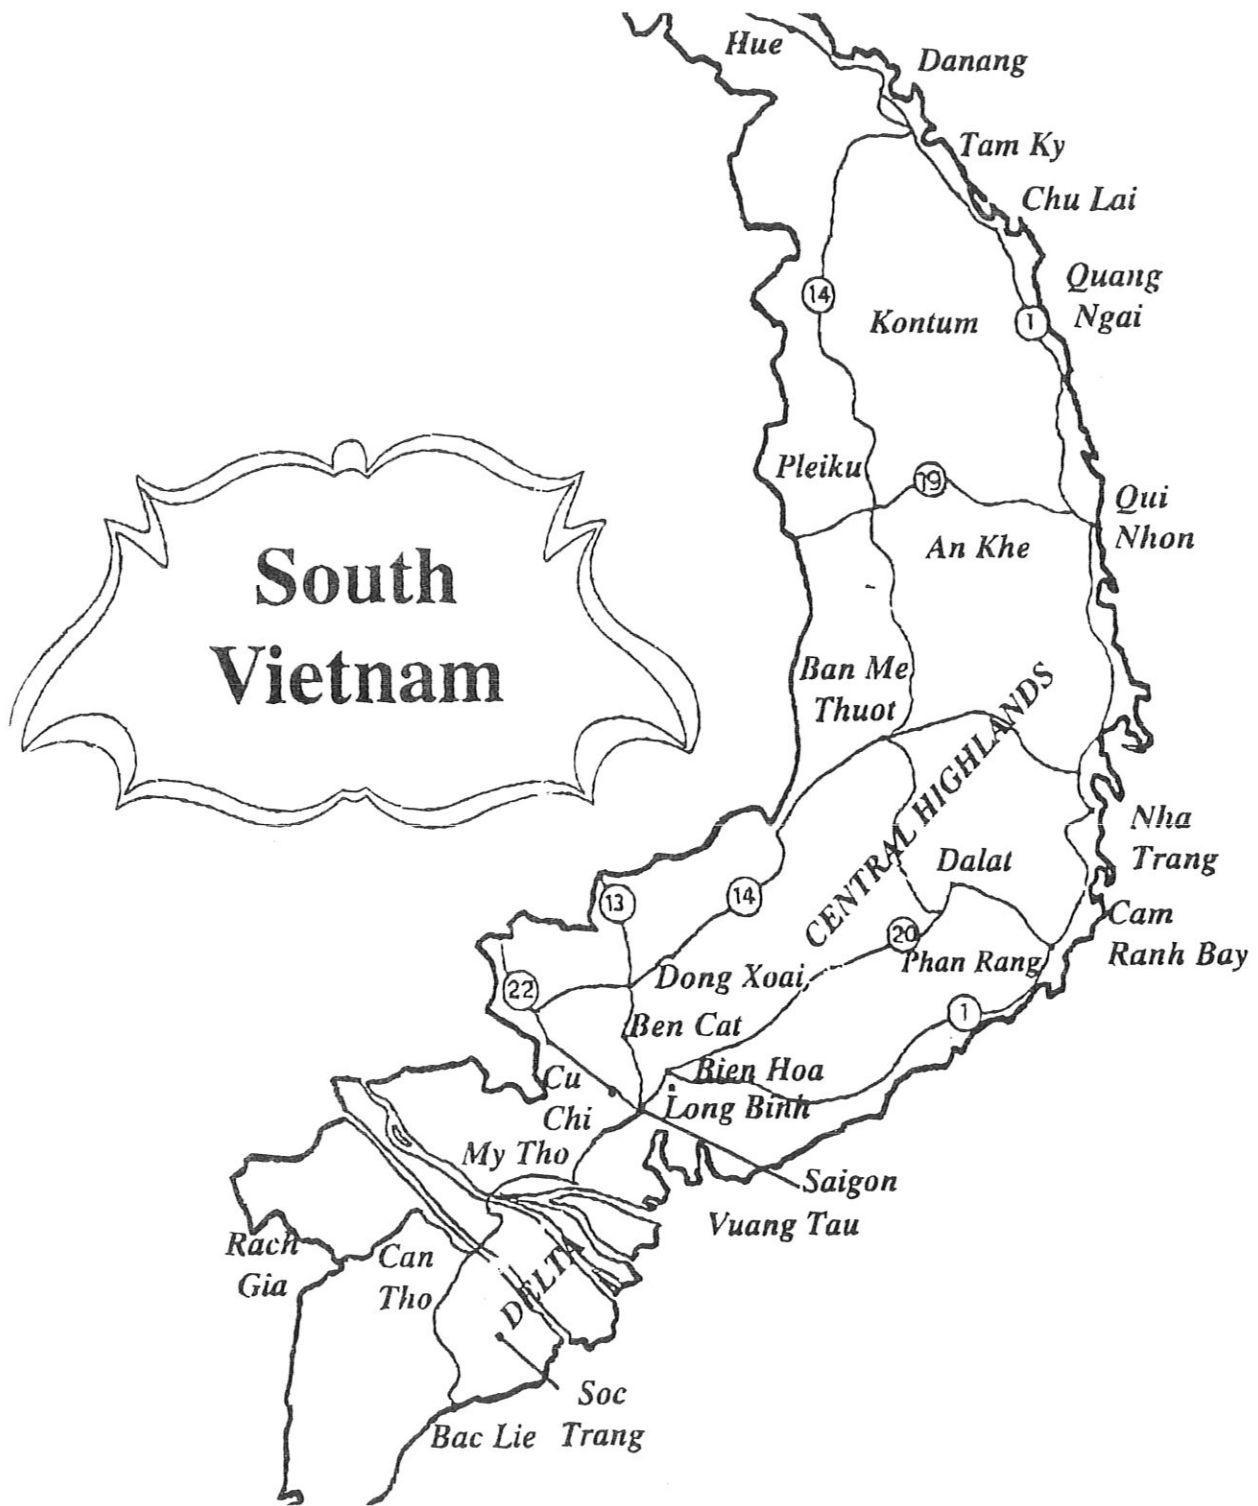 Hue
Danang
Tam Ky
Chu Lai
Quang
Ngai
14
Kontum
1
Pleiku
19
Qui
Nhon
An Khe
South
Vietnam
Ban Me
Thuot
CENTRAL HIGHLANDS
Nha
Trang
Dalat
13
14
Cam
Ranh Bay
20
Phan Rang
22
Dong Xoai
1
Ben Cat
Bien Hoa
Cu
Chi
Long Binh
My Tho
Saigon
Vuang Tau
Rach
Gia
Can
Tho
DELTA
Soc
Trang
Bac Lie